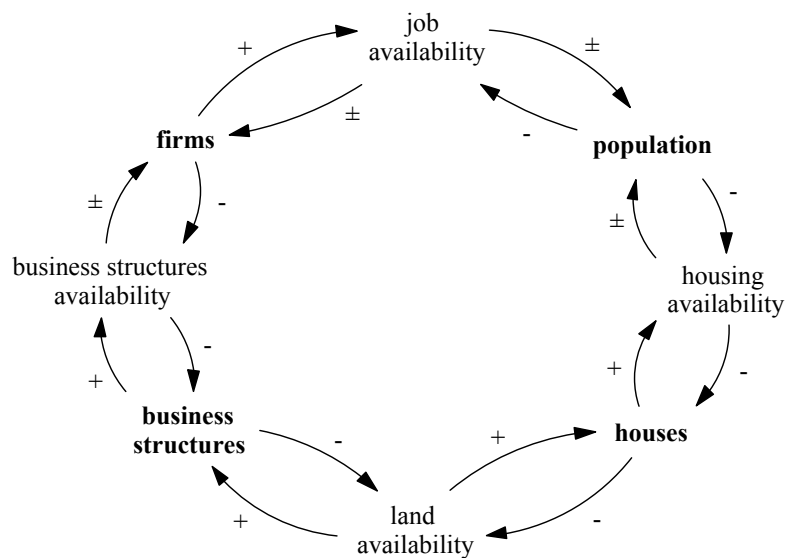 job
availability
+
±
±
-
firms
population
±
-
-
±
business structures
availability
housing
availability
+
-
+
-
business
structures
houses
-
+
+
-
land
availability